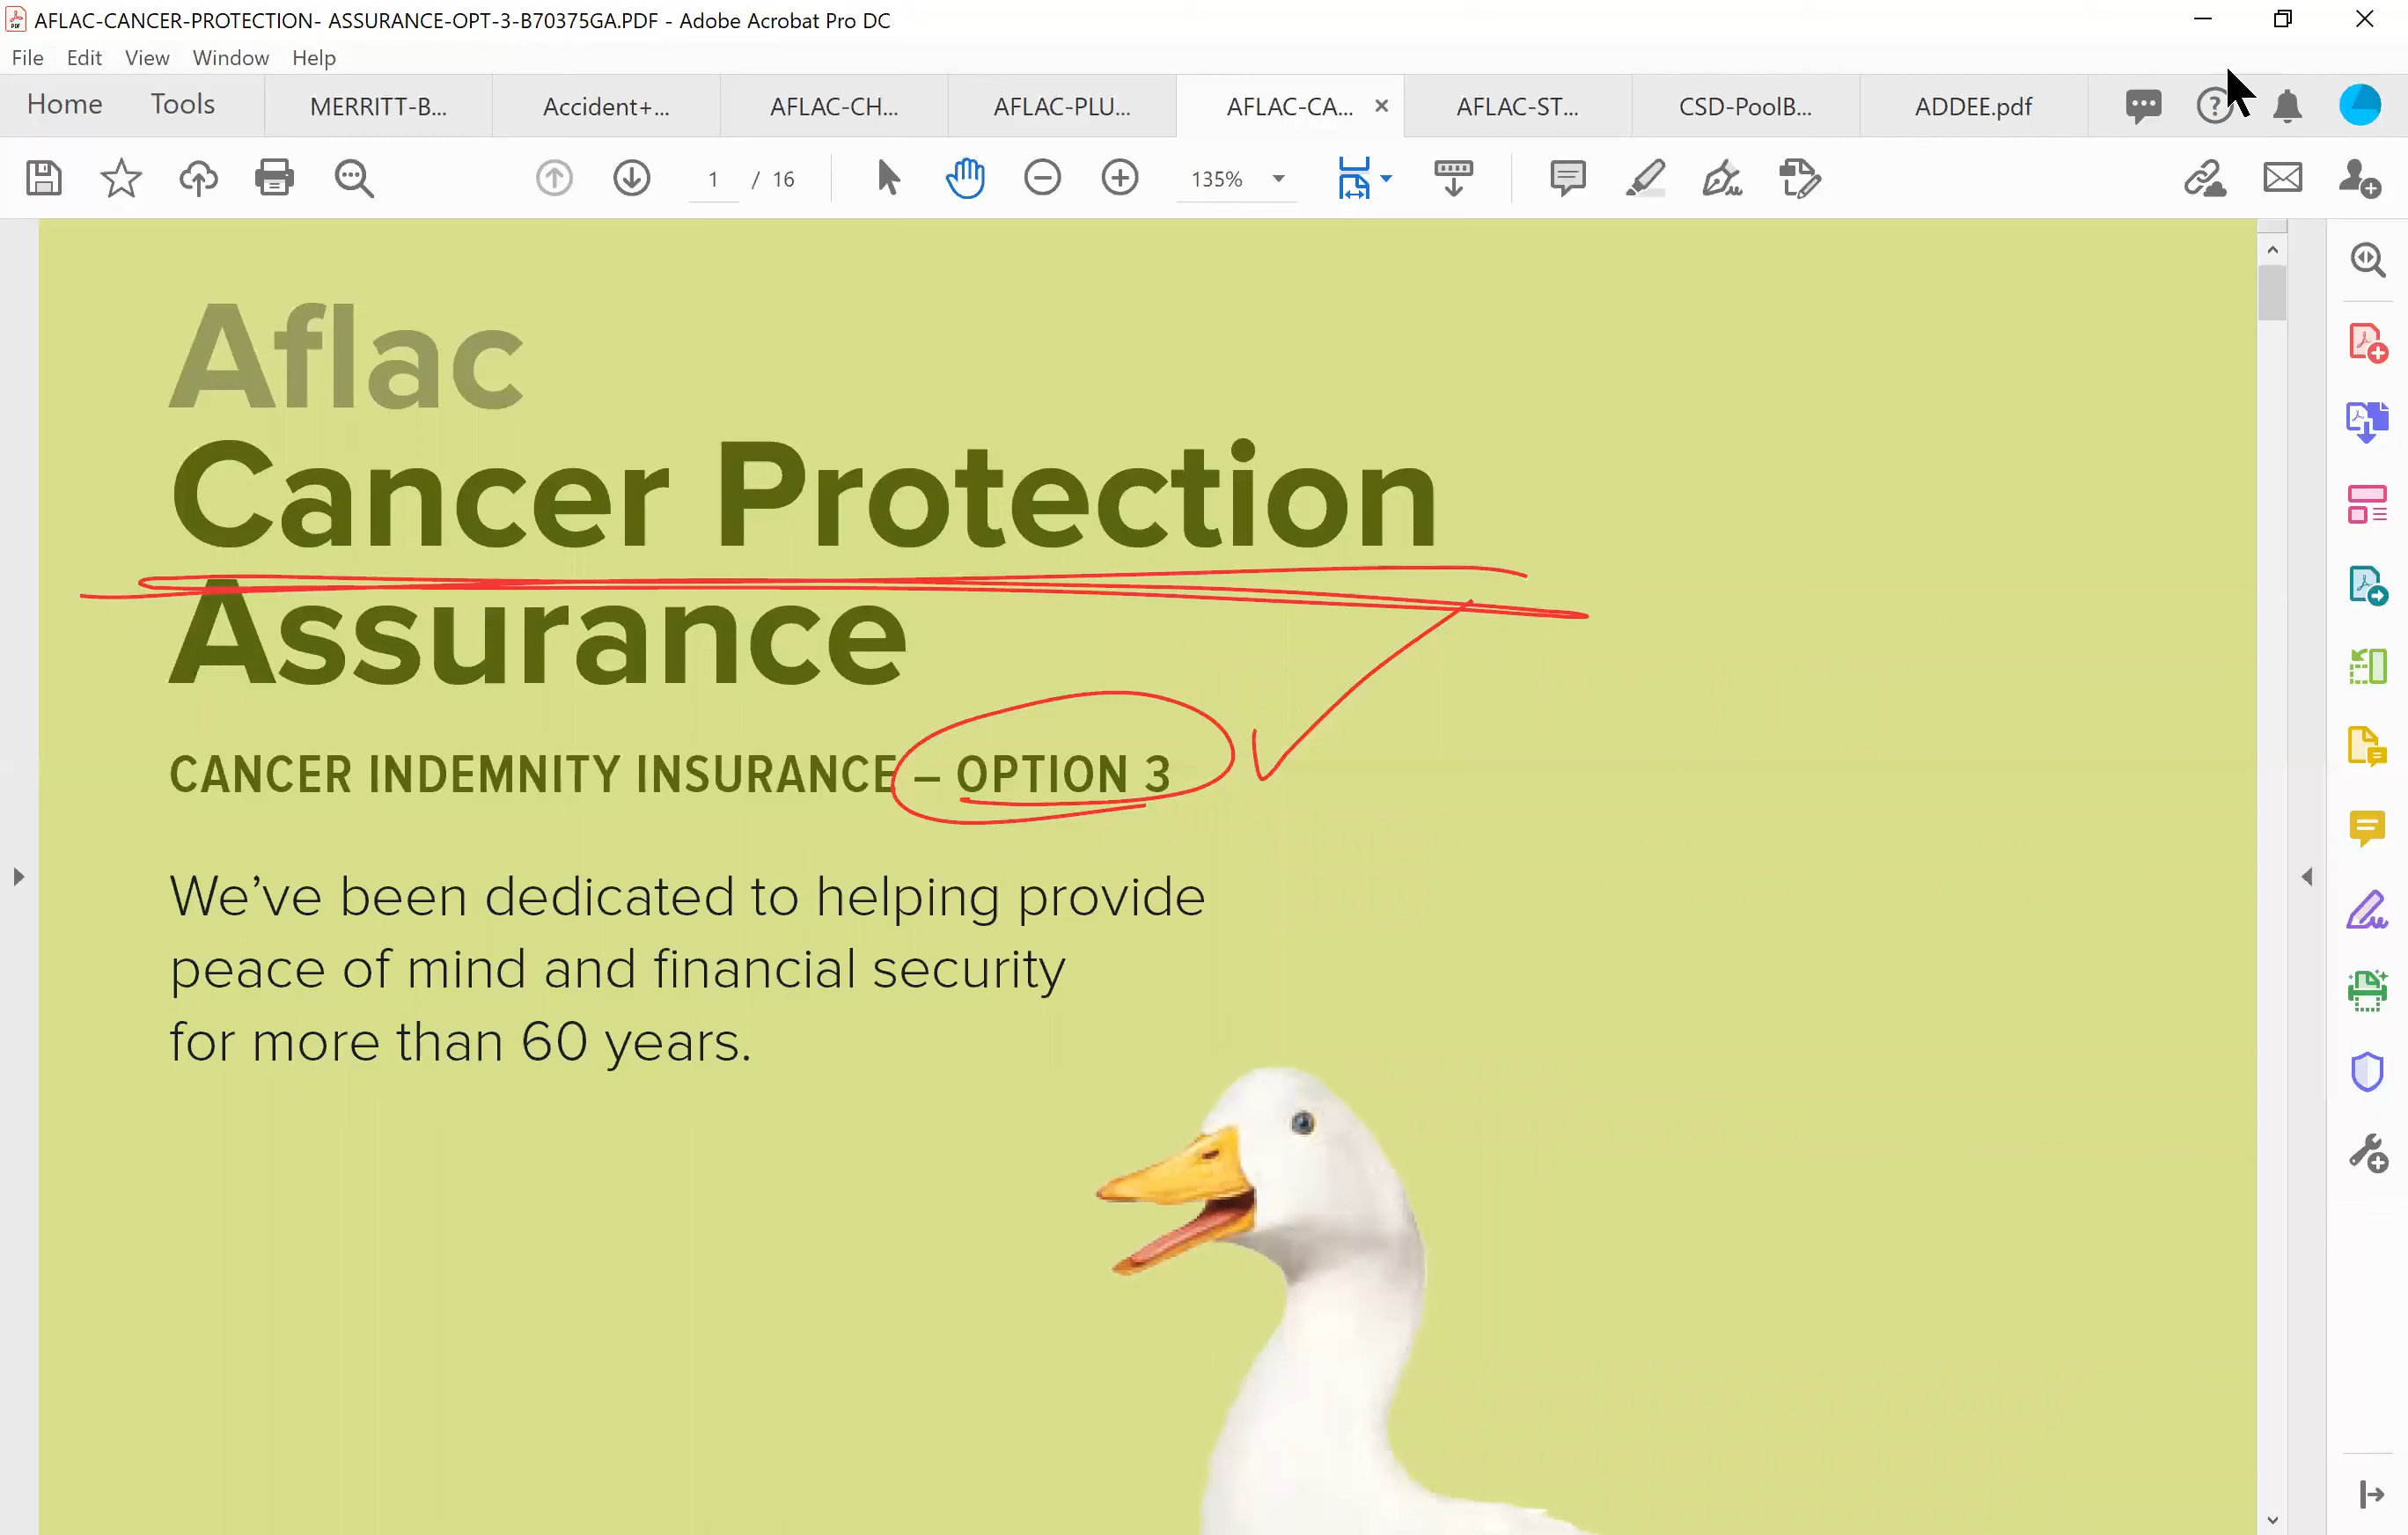 AFLAC-CANCER-PROTECTION- ASSURANCE-OPT-3-B70375GA.PDF - Adobe Acrobat Pro DC
File Edit View Window Help
Home Tools MERRITT-B... Accident+... AFLAC-CH... AFLAC-PLU... AFLAC-CA... AFLAC-ST... CSD-PoolB... ADDEE.pdf
1 / 16 135%
Aflac
Cancer Protection
Assurance
CANCER INDEMNITY INSURANCE – OPTION 3
We’ve been dedicated to helping provide
peace of mind and financial security
for more than 60 years.